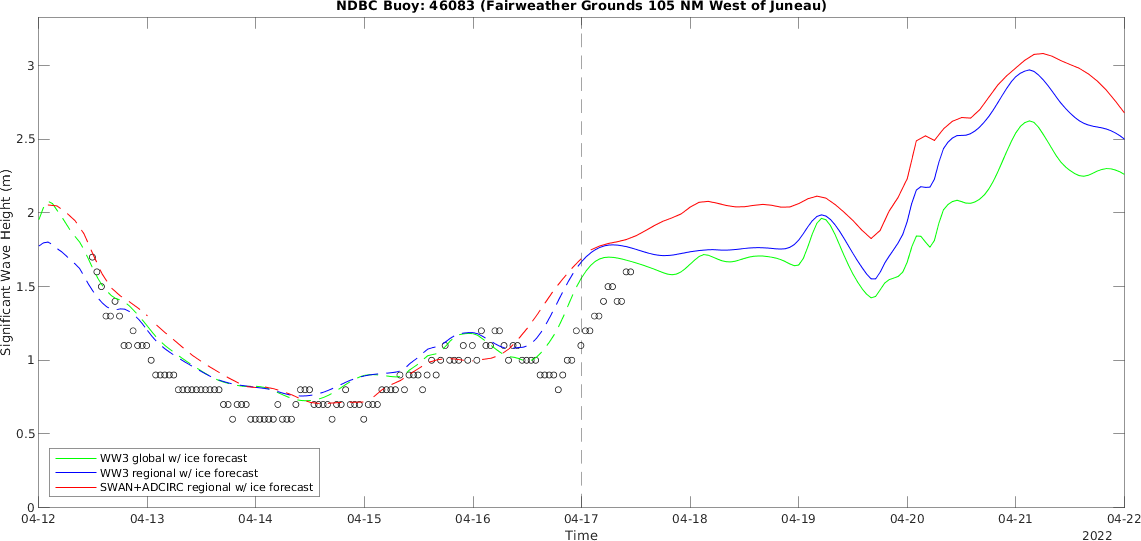 NDBC Buoy: 46083 (Fairweather Grounds 105 NM West of Juneau)
Significant Wave Height (m)
3
2.5
2
1.5
1
0.5
0
WW3 global w/ ice forecast
WW3 regional w/ ice forecast
SWAN+ADCIRC regional w/ ice forecast
04-12 04-13 04-14 04-15 04-16 04-17 04-18 04-19 04-20 04-21 04-22
Time
2022